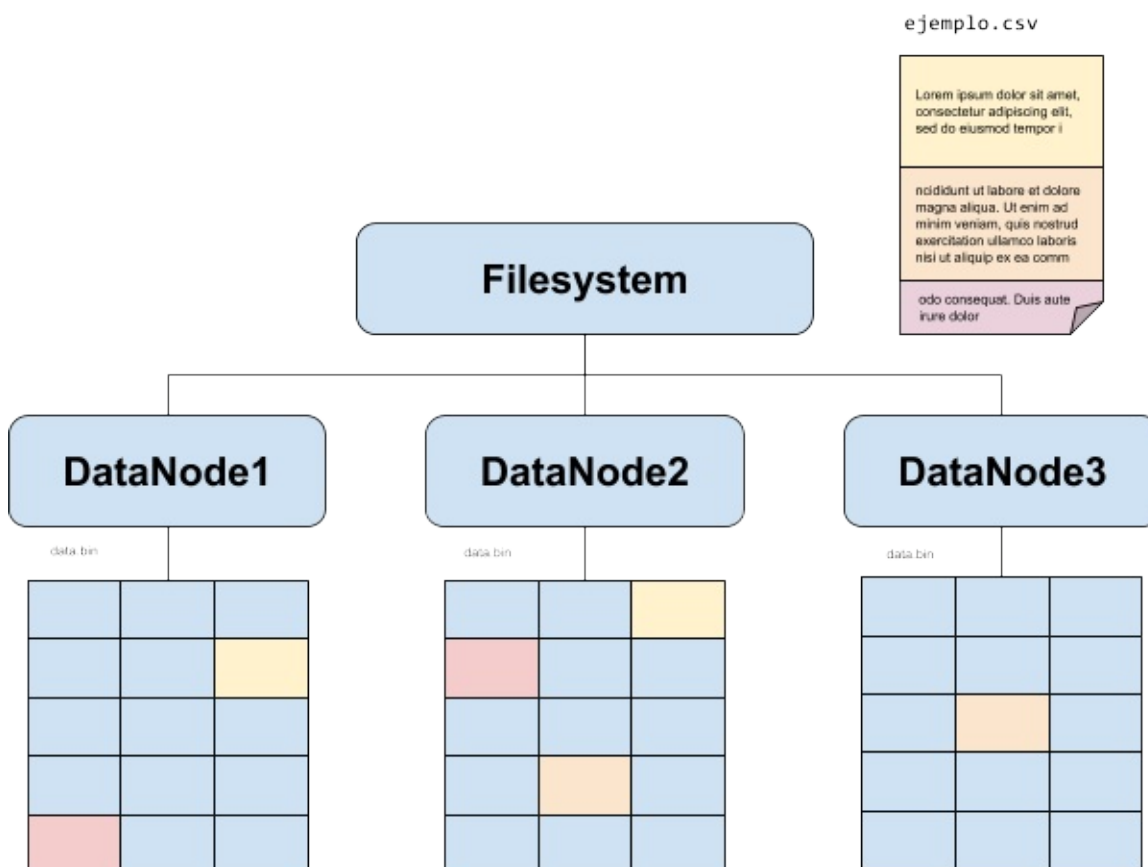 ejemplo.csv
Lorem ipsum dolor sit amet,
consectetur adipiscing elit,
sed do eiusmod tempor i
ncididunt ut labore et dolore
magna aliqua. Ut enim ad
minim veniam, quis nostrud
exercitation ullamco laboris
nisi ut aliquip ex ea comm
odo consequat. Duis aute
irure dolor
Filesystem
DataNode1
DataNode2
DataNode3
data.bin
data.bin
data.bin